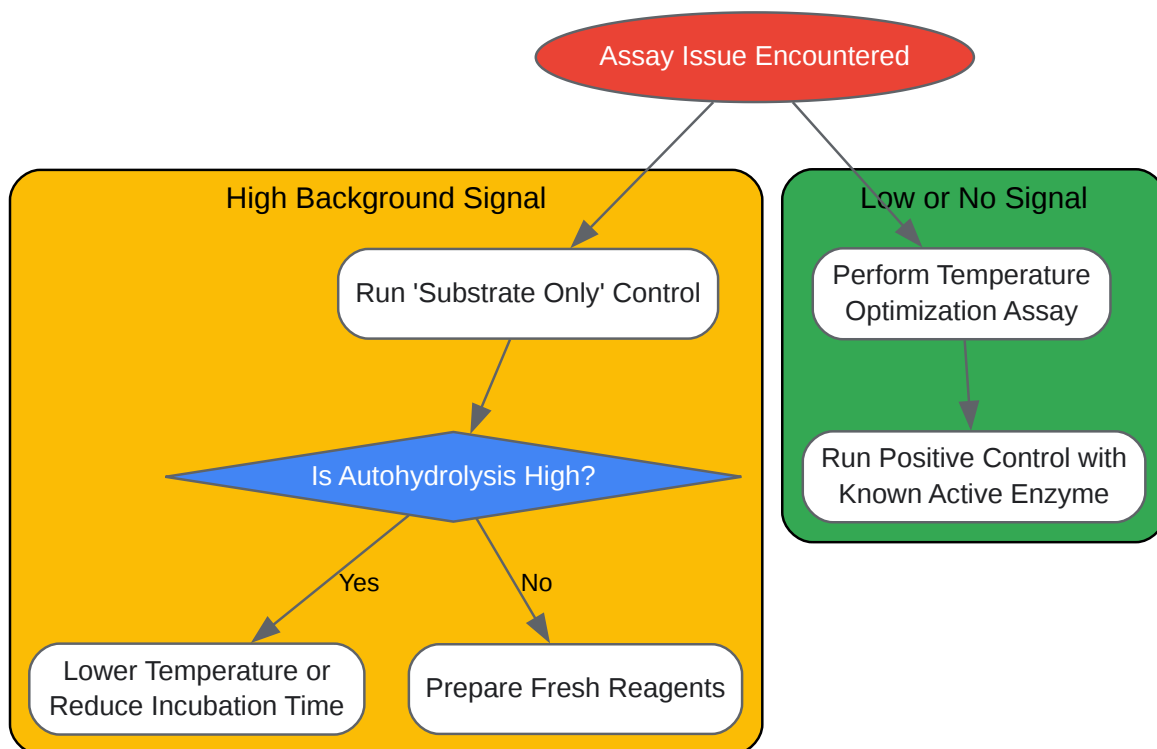 Assay Issue Encountered
High Background Signal
Low or No Signal
Run 'Substrate Only' Control
Perform Temperature
Optimization Assay
Is Autohydrolysis High?
Run Positive Control with
Known Active Enzyme
Yes
No
Lower Temperature or
Reduce Incubation Time
Prepare Fresh Reagents